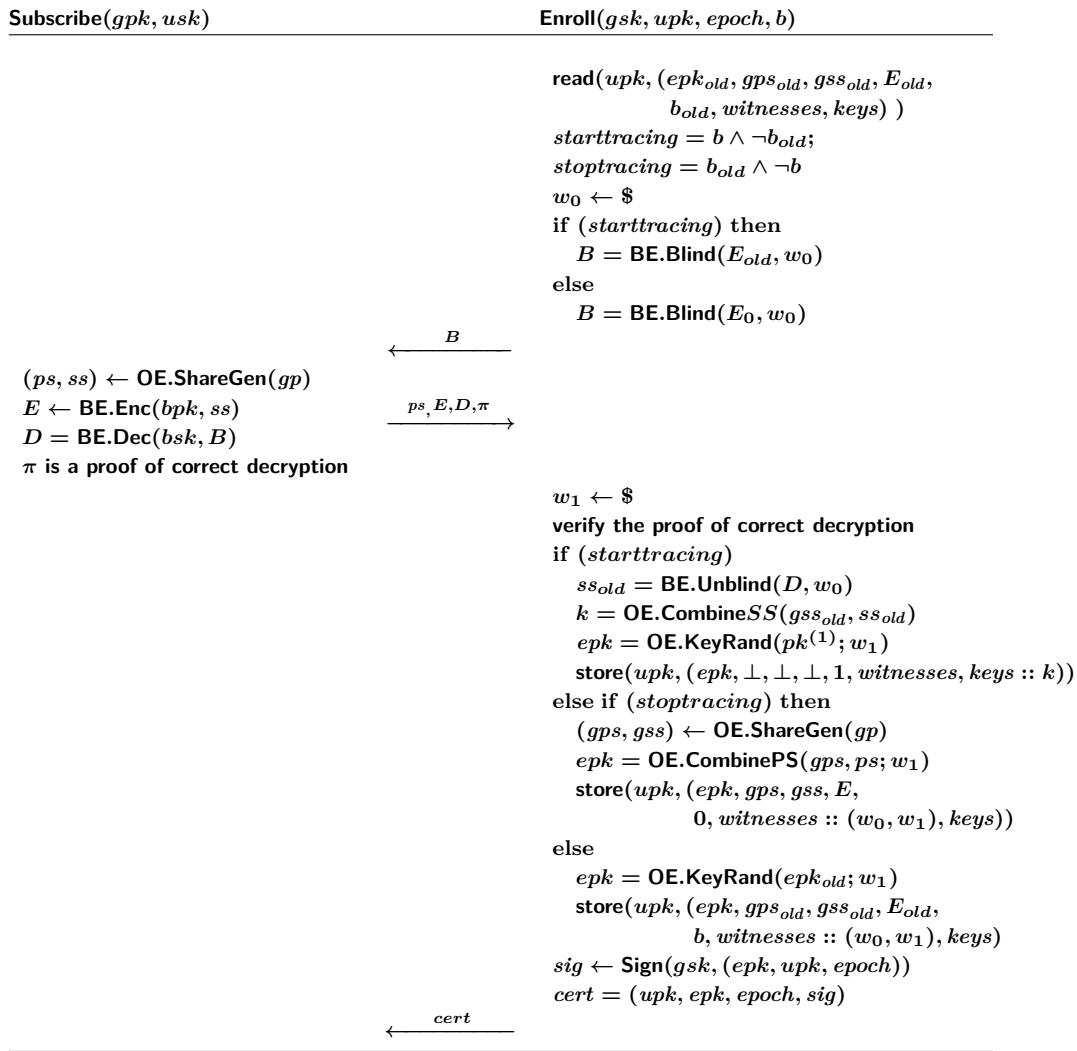 Subscribe(gpk, usk) Enroll(gsk, upk, epoch, b)
read(upk, (epk_old, gps_old, gss_old, E_old,
b_old, witnesses, keys) )
starttracing = b ∧ ¬b_old;
stoptracing = b_old ∧ ¬b
w_0 ← $
if (starttracing) then
B = BE.Blind(E_old, w_0)
else
B = BE.Blind(E_0, w_0)
B
(ps, ss) ← OE.ShareGen(gp)
E ← BE.Enc(bpk, ss)
ps, E, D, π
D = BE.Dec(bsk, B)
π is a proof of correct decryption
w_1 ← $
verify the proof of correct decryption
if (starttracing)
ss_old = BE.Unblind(D, w_0)
k = OE.CombineSS(gss_old, ss_old)
epk = OE.KeyRand(pk^(1); w_1)
store(upk, (epk, ⊥, ⊥, ⊥, 1, witnesses, keys :: k))
else if (stoptracing) then
(gps, gss) ← OE.ShareGen(gp)
epk = OE.CombinePS(gps, ps; w_1)
store(upk, (epk, gps, gss, E,
0, witnesses :: (w_0, w_1), keys))
else
epk = OE.KeyRand(epk_old; w_1)
store(upk, (epk, gps_old, gss_old, E_old,
b, witnesses :: (w_0, w_1), keys)
sig ← Sign(gsk, (epk, upk, epoch))
cert = (upk, epk, epoch, sig)
cert